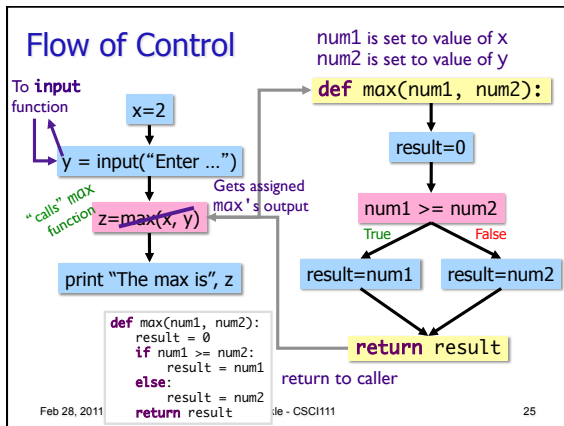 Flow of Control
num1 is set to value of x
num2 is set to value of y
To input
function
x=2
y = input(“Enter ...”)
“calls” max
function
z=max(x, y)
Gets assigned
max's output
print “The max is”, z
def max(num1, num2):
result=0
num1 >= num2
True
False
result=num1
result=num2
return result
return to caller
def max(num1, num2):
result = 0
if num1 >= num2:
result = num1
else:
result = num2
return result
Feb 28, 2011
- CSCI111
25